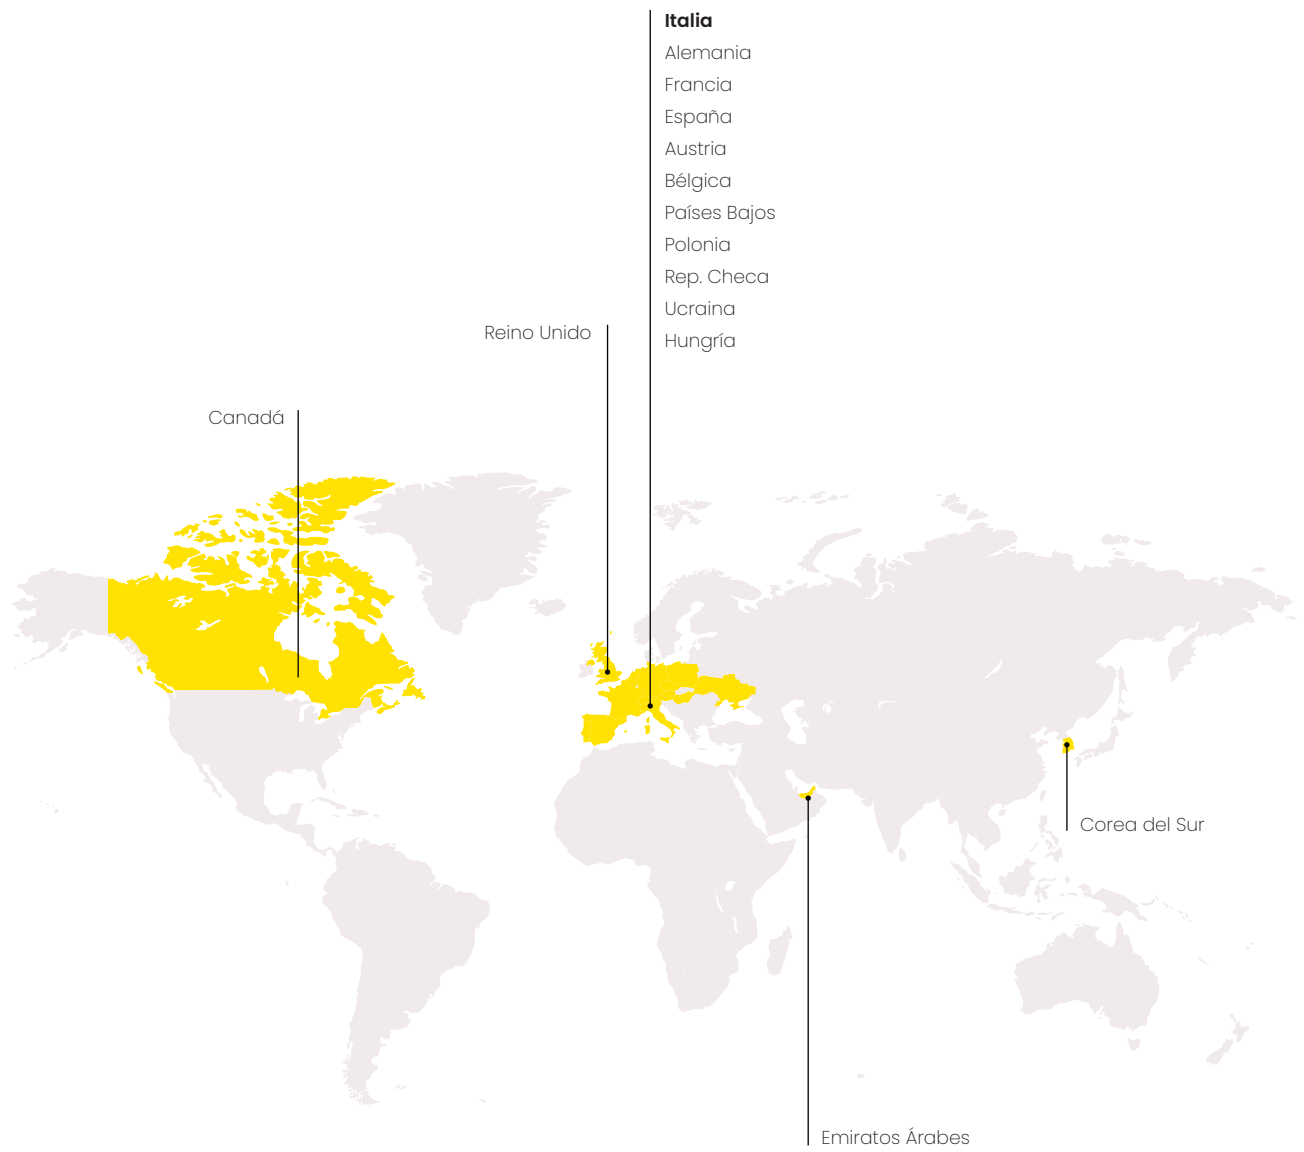 Italia
Alemania
Francia
España
Austria
Bélgica
Países Bajos
Polonia
Rep. Checa
Ucraina
Hungría
Reino Unido
Canadá
Corea del Sur
Emiratos Árabes